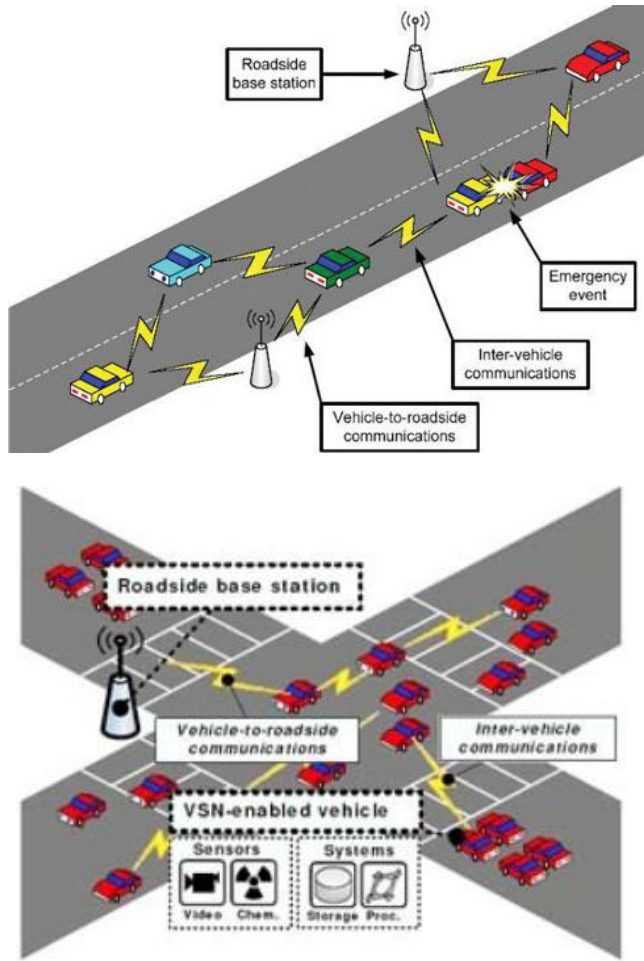 Roadside
base station
Emergency
event
Inter-vehicle
communications
Vehicle-to-roadside
communications
Roadside base station
Vehicle-to-roadside
communications
Inter-vehicle
communications
VSN-enabled vehicle
Sensors
Systems
Video
Chem.
Storage
Proc.